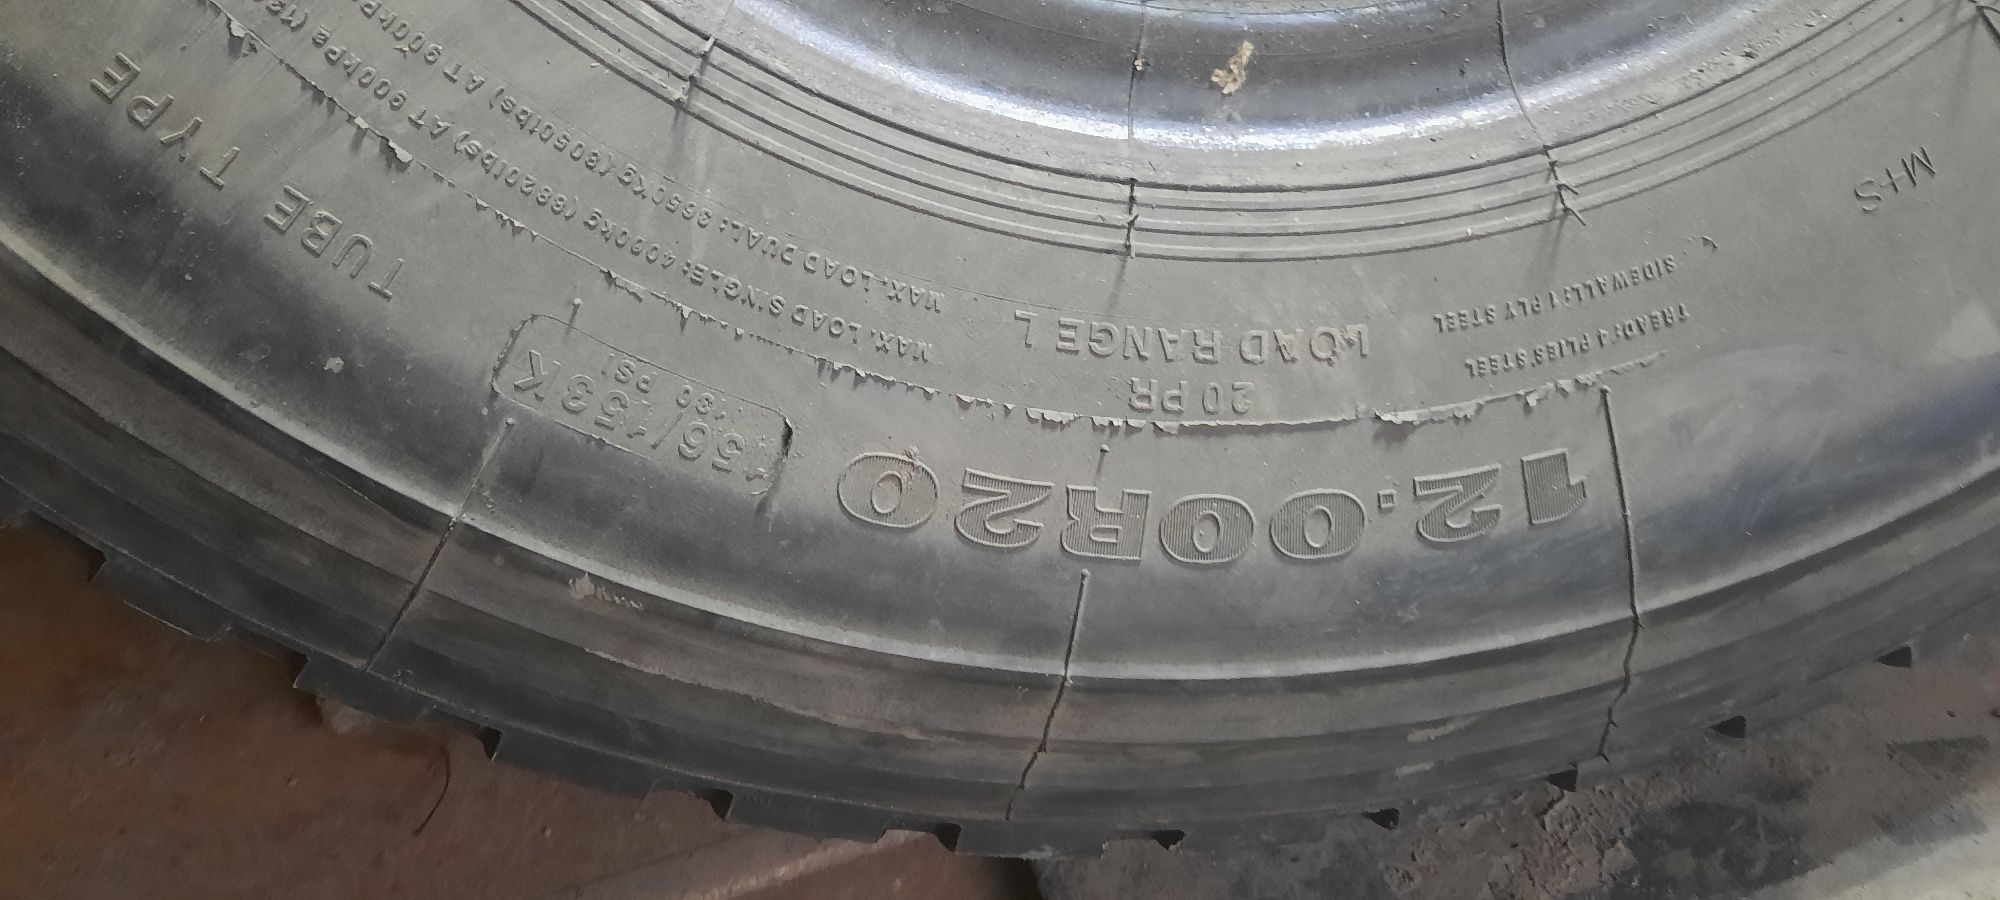 12.00R20
156/153K
130 PSI
20 PR
LOAD RANGE L
TREAD:4 PLIES STEEL
SIDEWALL:1 PLY STEEL
M+S
MAX. LOAD SINGLE: 4000kg (8820lbs) AT 900kPa
MAX. LOAD DUAL: 3650kg (8050lbs) AT 900kPa
TUBE TYPE